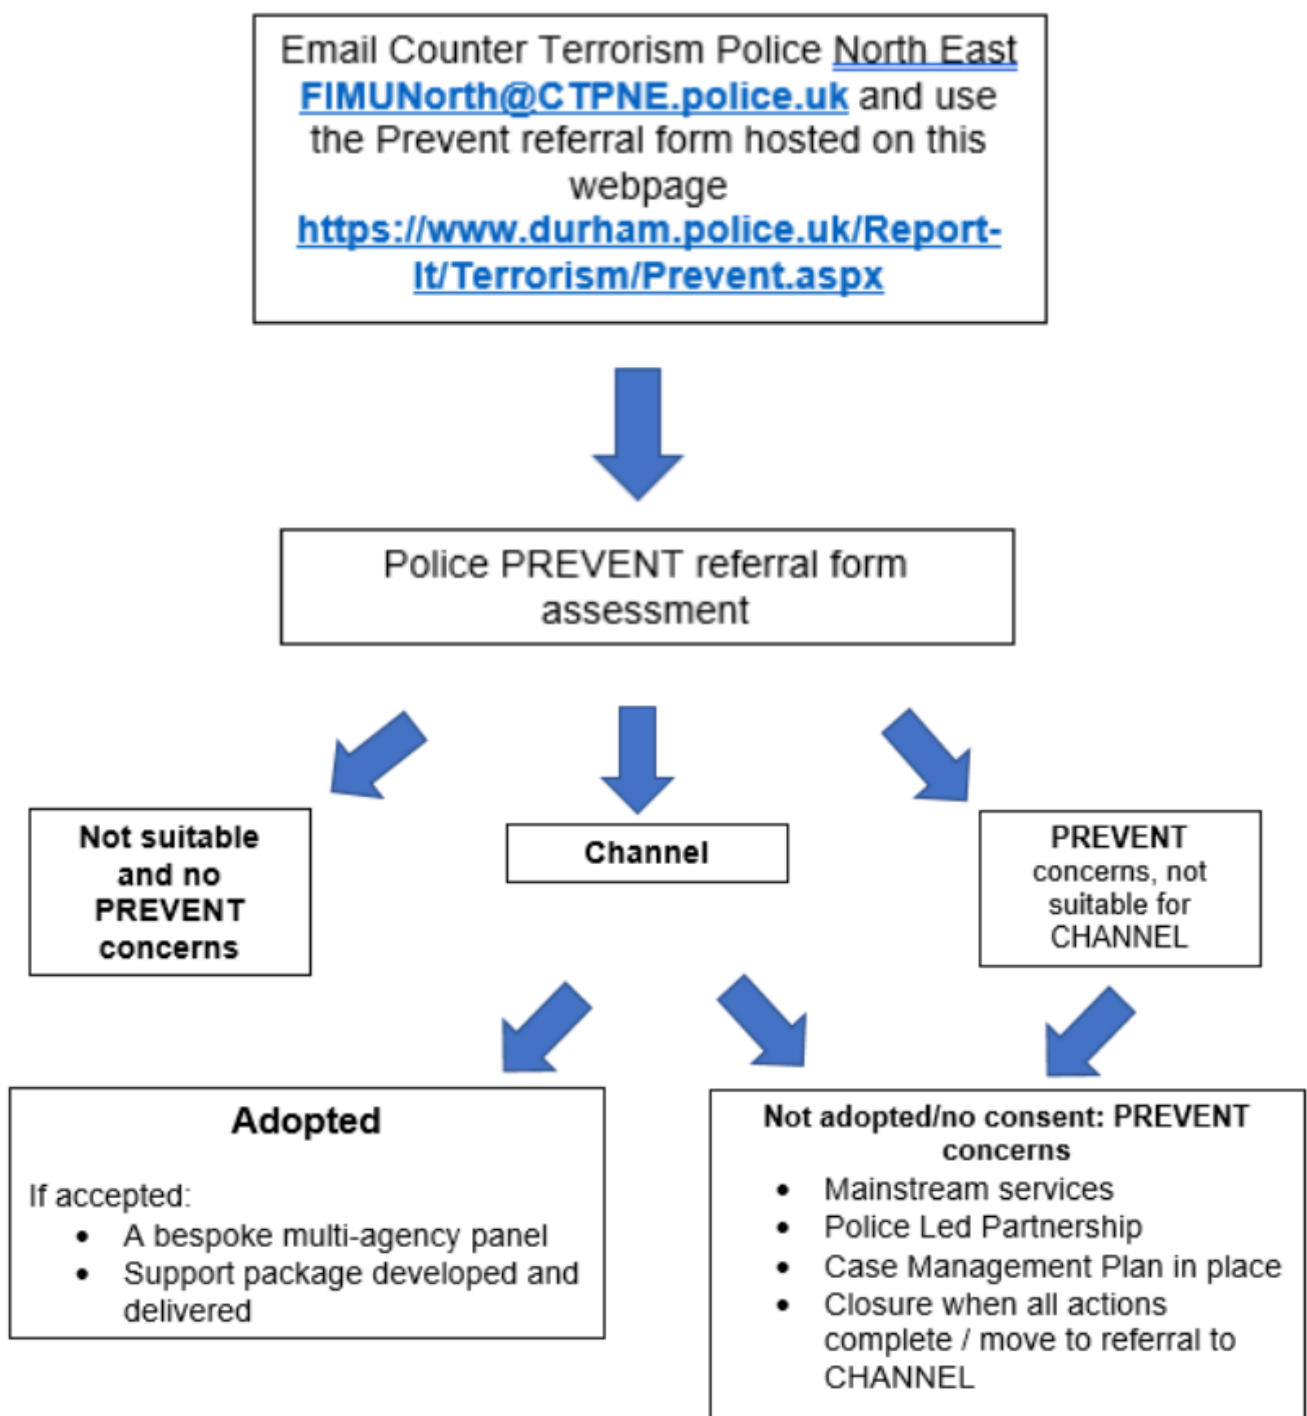 Email Counter Terrorism Police North East
FIMUNorth@CTPNE.police.uk and use
the Prevent referral form hosted on this
webpage
https://www.durham.police.uk/Report-
It/Terrorism/Prevent.aspx
Police PREVENT referral form
assessment
Not suitable
and no
PREVENT
concerns
Channel
PREVENT
concerns, not
suitable for
CHANNEL
Adopted
If accepted:
• A bespoke multi-agency panel
• Support package developed and
delivered
Not adopted/no consent: PREVENT
concerns
• Mainstream services
• Police Led Partnership
• Case Management Plan in place
• Closure when all actions
complete / move to referral to
CHANNEL